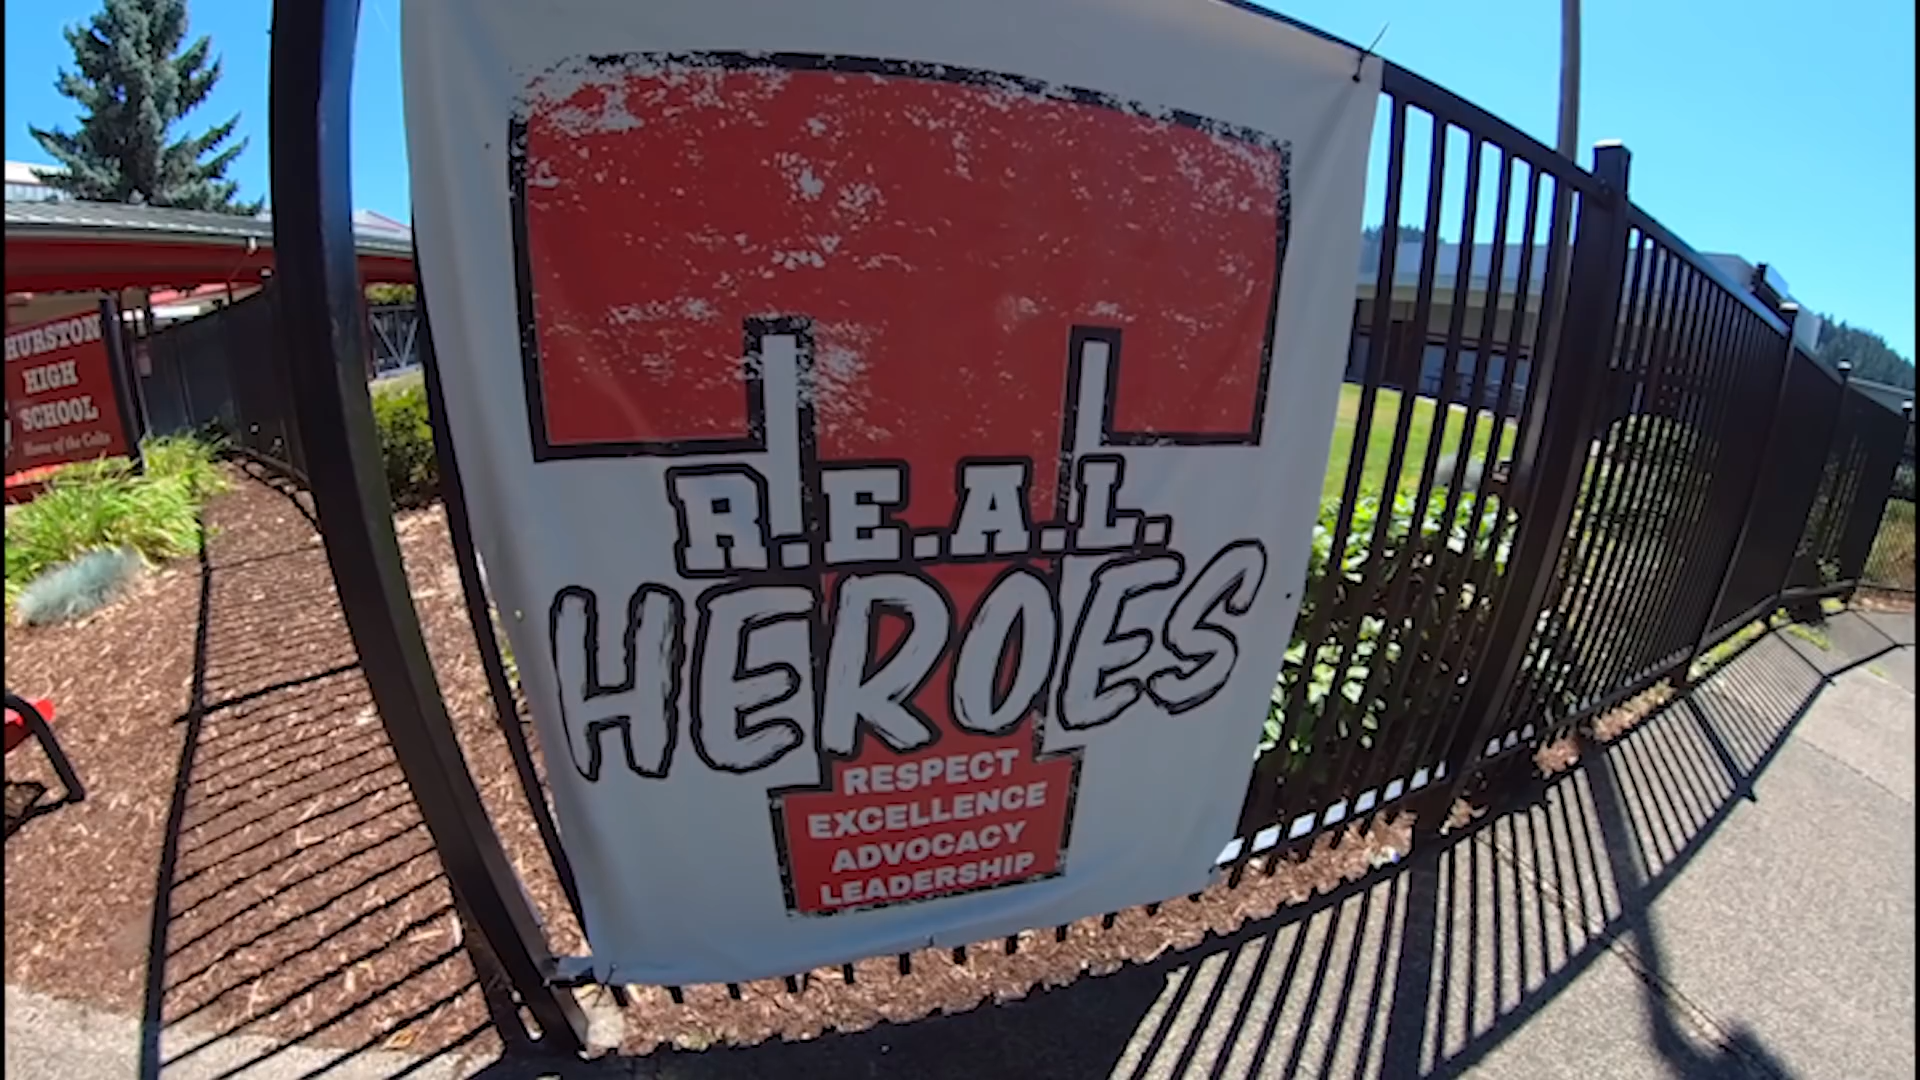 HURSTON
HIGH
SCHOOL
Home of the Colts
R.E.A.L.
HEROES
RESPECT
EXCELLENCE
ADVOCACY
LEADERSHIP